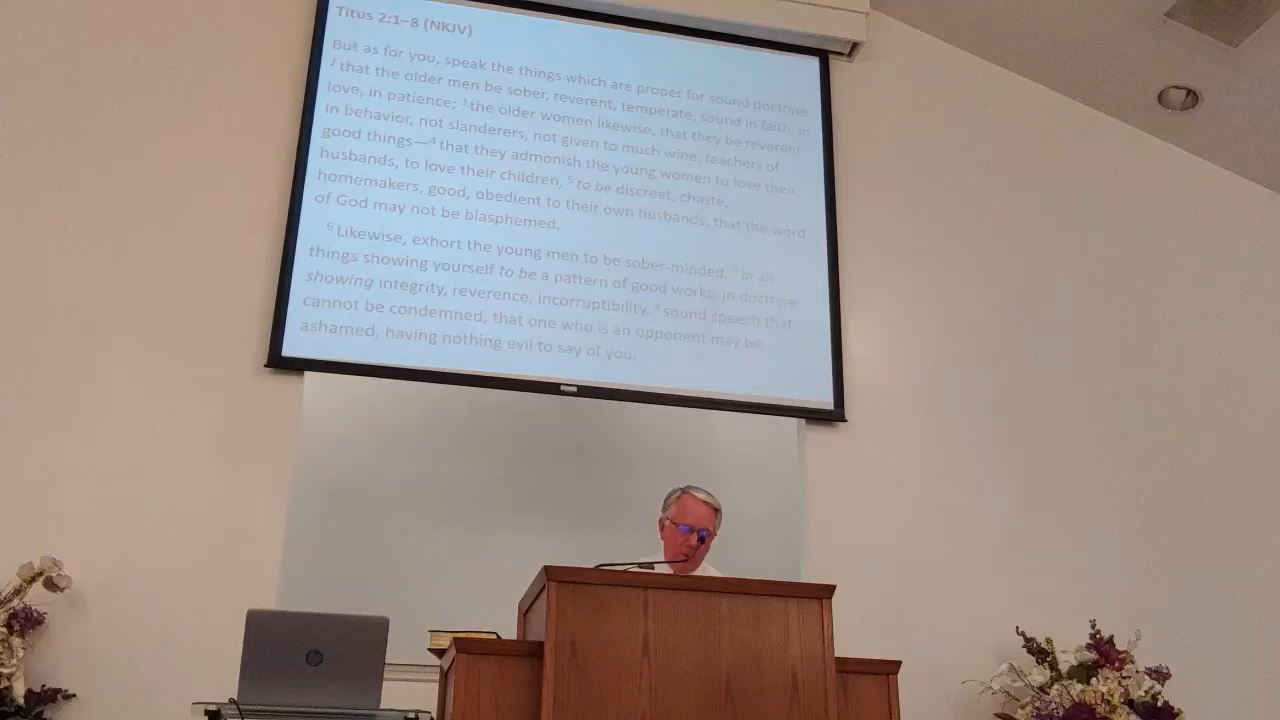 Titus 2:1–8 (NKJV)
But as for you, speak the things which are proper for sound doctrine
2 that the older men be sober, reverent, temperate, sound in faith, in
love, in patience; 3 the older women likewise, that they be reverent
in behavior, not slanderers, not given to much wine, teachers of
good things—4 that they admonish the young women to love their
husbands, to love their children, 5 to be discreet, chaste,
homemakers, good, obedient to their own husbands, that the word
of God may not be blasphemed.
6 Likewise, exhort the young men to be sober-minded, 7 in all
things showing yourself to be a pattern of good works; in doctrine
showing integrity, reverence, incorruptibility, 8 sound speech that
cannot be condemned, that one who is an opponent may be
ashamed, having nothing evil to say of you.
hp